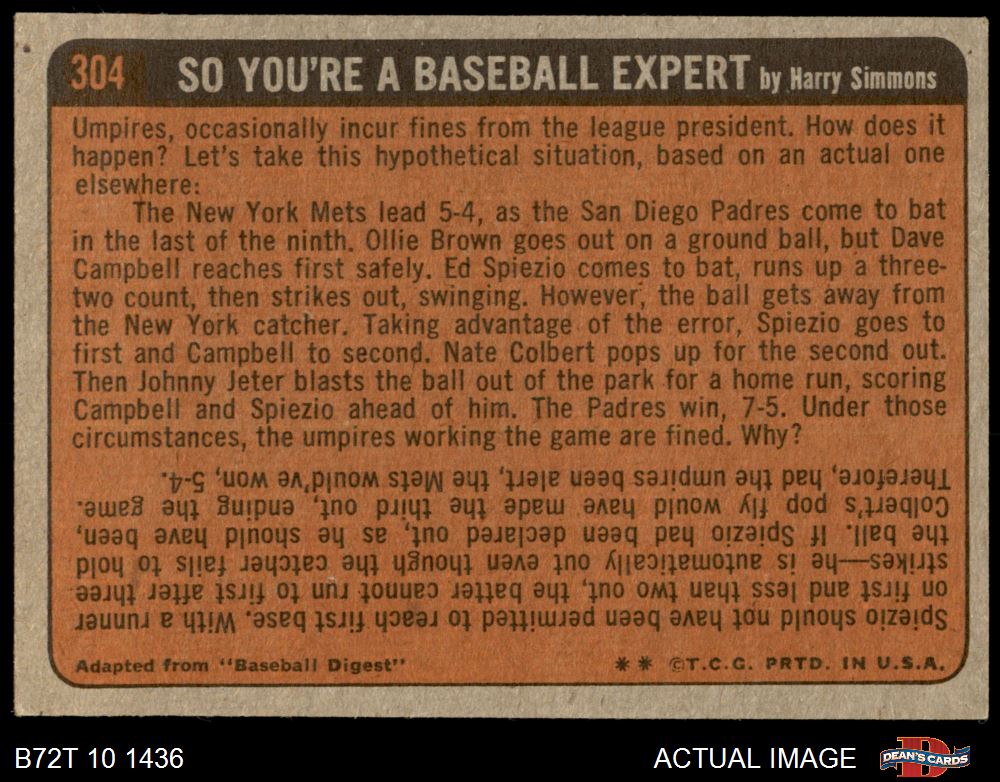 304 SO YOU'RE A BASEBALL EXPERT by Harry Simmons
Umpires, occasionally incur fines from the league president. How does it
happen? Let's take this hypothetical situation, based on an actual one
elsewhere:
The New York Mets lead 5-4, as the San Diego Padres come to bat
in the last of the ninth. Ollie Brown goes out on a ground ball, but Dave
Campbell reaches first safely. Ed Spiezio comes to bat, runs up a three-
two count, then strikes out, swinging. However, the ball gets away from
the New York catcher. Taking advantage of the error, Spiezio goes to
first and Campbell to second. Nate Colbert pops up for the second out.
Then Johnny Jeter blasts the ball out of the park for a home run, scoring
Campbell and Spiezio ahead of him. The Padres win, 7-5. Under those
circumstances, the umpires working the game are fined. Why?
Spiezio should not have been permitted to reach first base. With a runner
on first and less than two out, the batter cannot run to first after three
strikes—he is automatically out even though the catcher fails to hold
the ball. If Spiezio had been declared out, as he should have been,
Colbert's pop fly would have made the third out, ending the game.
Therefore, had the umpires been alert, the Mets would've won, 5-4.
Adapted from "Baseball Digest" ** ©T.C.G. PRTD. IN U.S.A.
B72T 10 1436 ACTUAL IMAGE DEAN'S CARDS